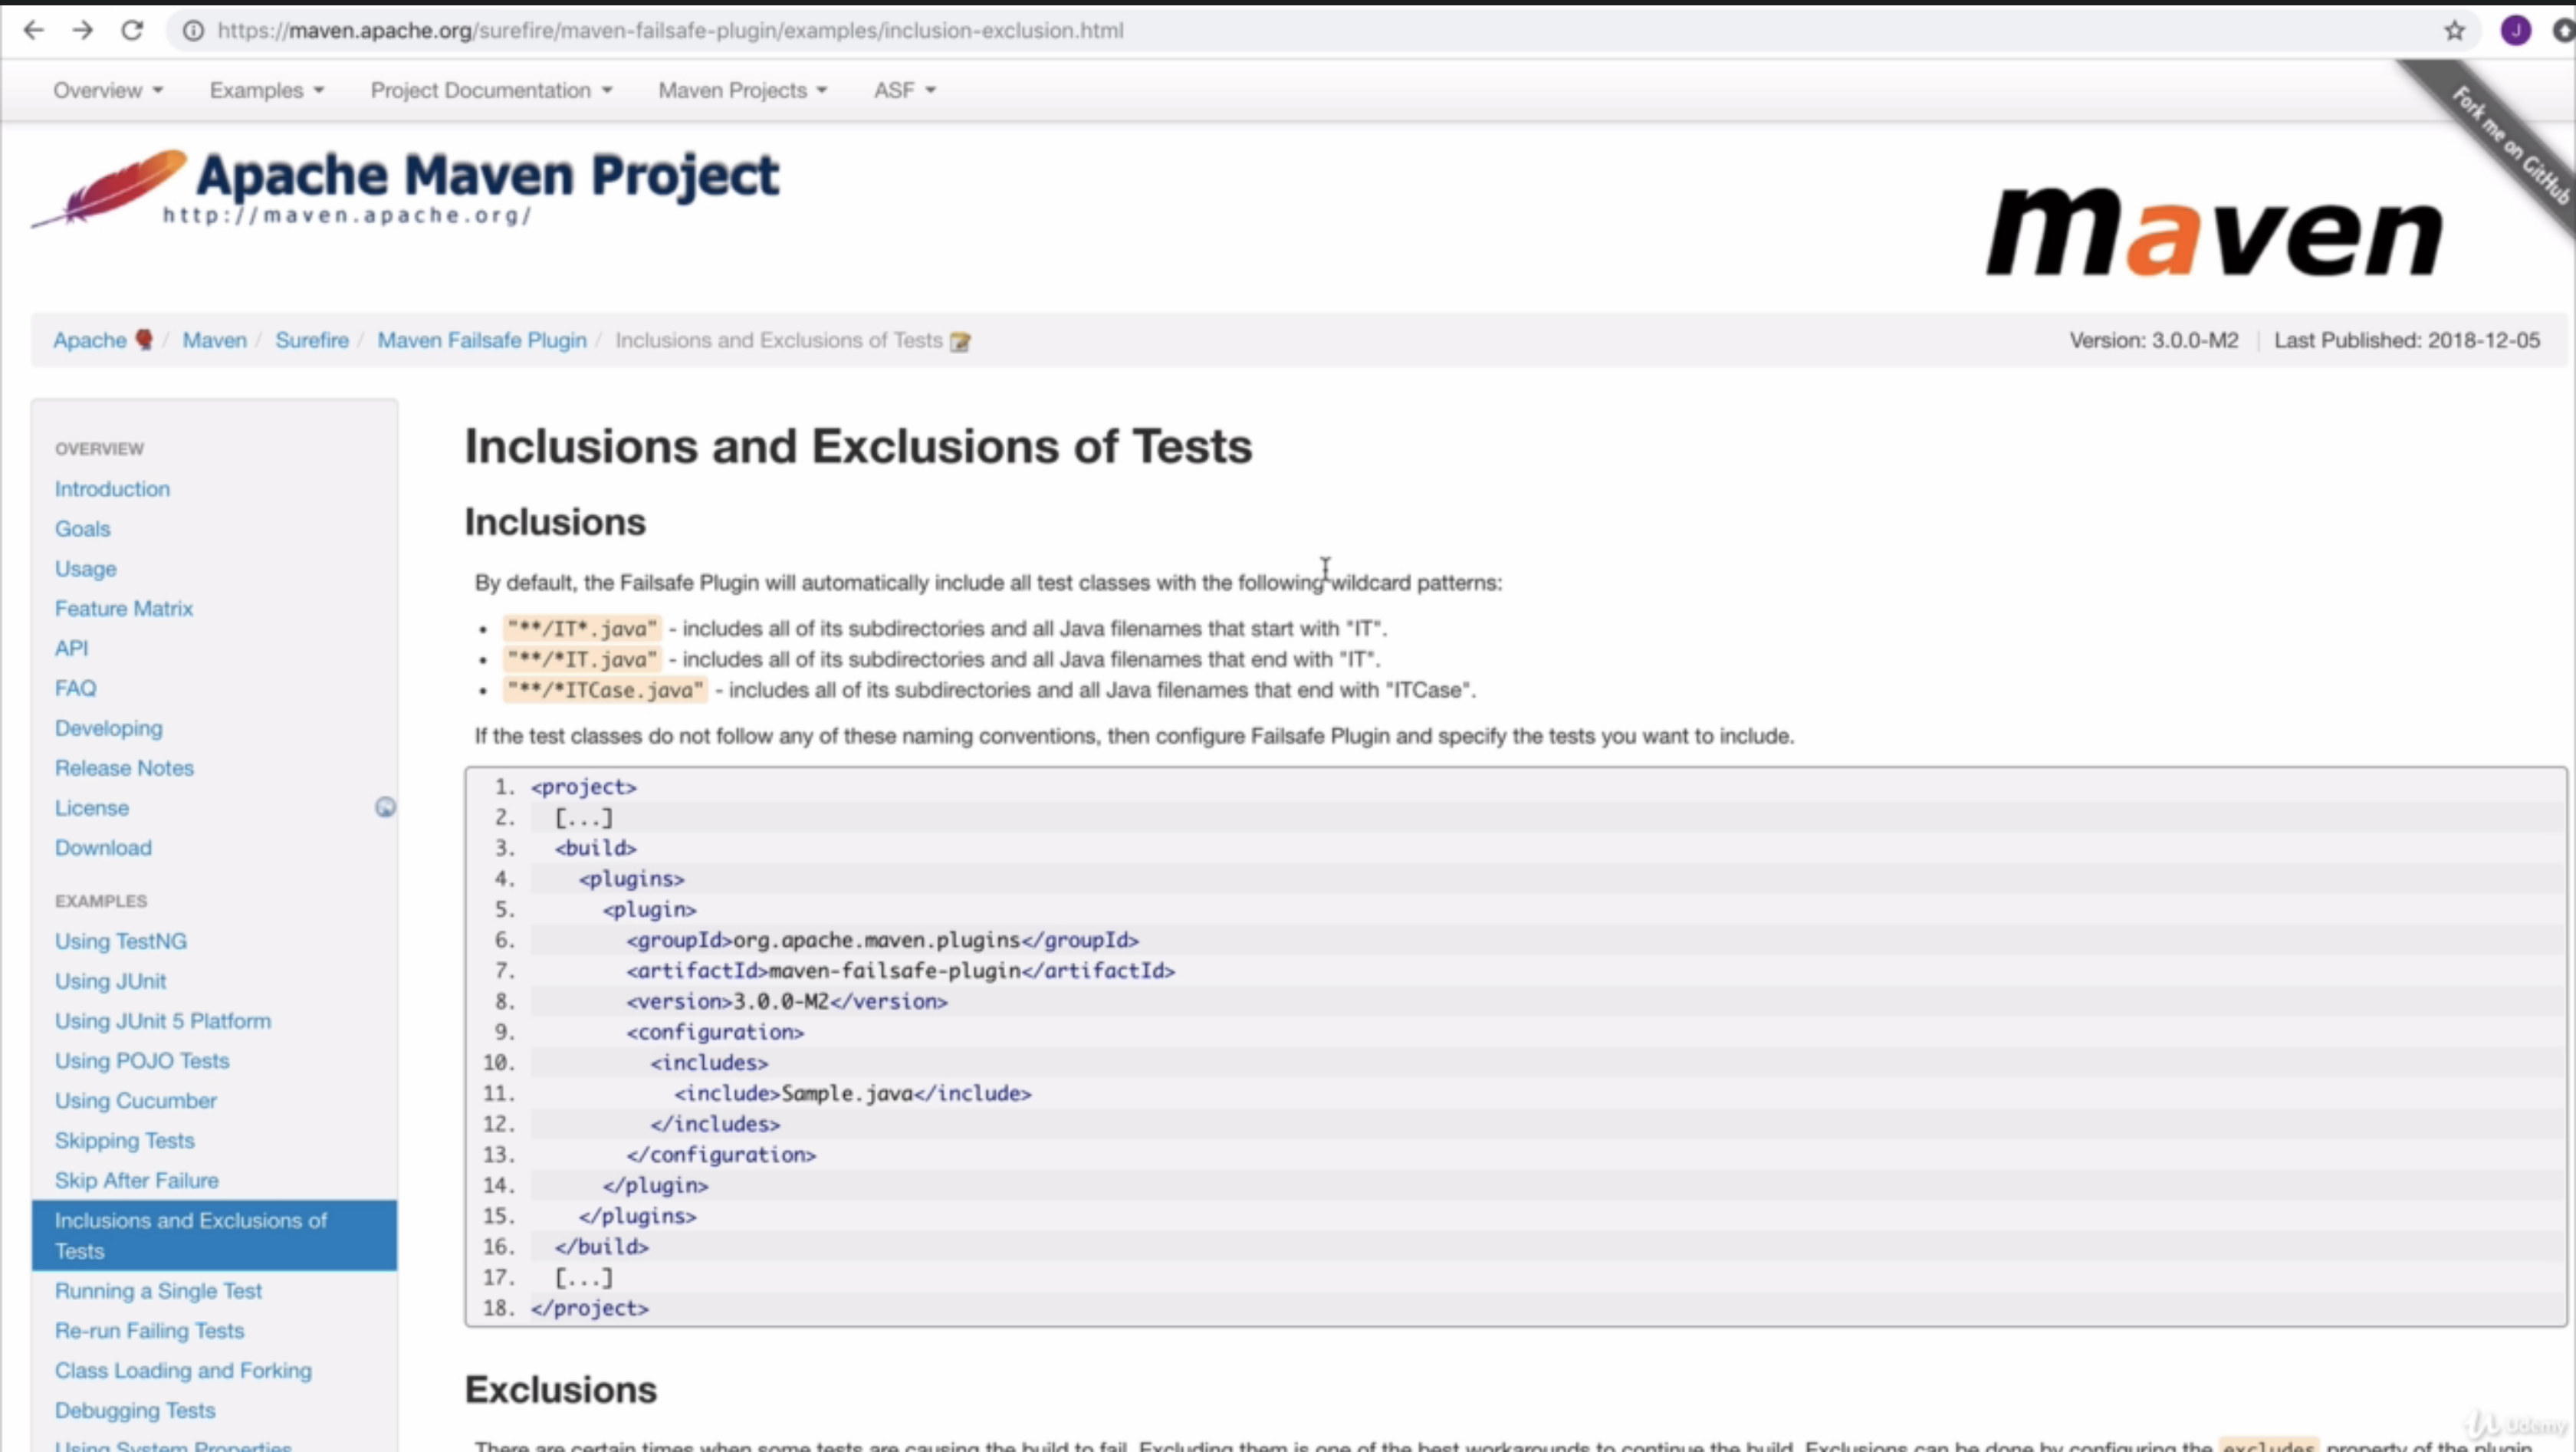 https://maven.apache.org/surefire/maven-failsafe-plugin/examples/inclusion-exclusion.html
J
Overview Examples Project Documentation Maven Projects ASF
Fork me on GitHub
Apache Maven Project
http://maven.apache.org/
maven
Apache / Maven / Surefire / Maven Failsafe Plugin / Inclusions and Exclusions of Tests
Version: 3.0.0-M2 | Last Published: 2018-12-05
OVERVIEW
Introduction
Goals
Usage
Feature Matrix
API
FAQ
Developing
Release Notes
License
Download
EXAMPLES
Using TestNG
Using JUnit
Using JUnit 5 Platform
Using POJO Tests
Using Cucumber
Skipping Tests
Skip After Failure
Inclusions and Exclusions of
Tests
Running a Single Test
Re-run Failing Tests
Class Loading and Forking
Debugging Tests
Using System Properties
Inclusions and Exclusions of Tests
Inclusions
By default, the Failsafe Plugin will automatically include all test classes with the following wildcard patterns:
• "**/IT*.java" - includes all of its subdirectories and all Java filenames that start with "IT".
• "**/*IT.java" - includes all of its subdirectories and all Java filenames that end with "IT".
• "**/*ITCase.java" - includes all of its subdirectories and all Java filenames that end with "ITCase".
If the test classes do not follow any of these naming conventions, then configure Failsafe Plugin and specify the tests you want to include.
1. <project>
2. [...]
3. <build>
4. <plugins>
5. <plugin>
6. <groupId>org.apache.maven.plugins</groupId>
7. <artifactId>maven-failsafe-plugin</artifactId>
8. <version>3.0.0-M2</version>
9. <configuration>
10. <includes>
11. <include>Sample.java</include>
12. </includes>
13. </configuration>
14. </plugin>
15. </plugins>
16. </build>
17. [...]
18. </project>
Exclusions
There are certain times when some tests are causing the build to fail. Excluding them is one of the best workarounds to continue the build. Exclusions can be done by configuring the excludes property of the plugin.
Udemy